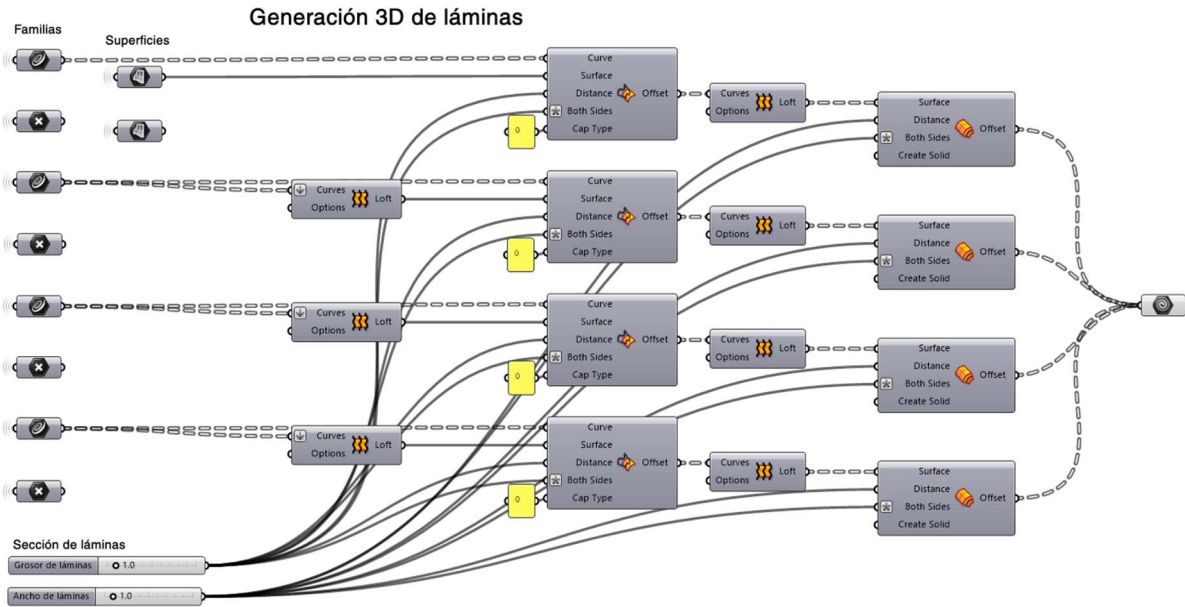 Generación 3D de láminas
Familias
Superficies
Curve
Surface
Distance
Both Sides
Cap Type
Offset
0
Curves
Options
Loft
Surface
Distance
Both Sides
Create Solid
Offset
Curves
Options
Loft
Curve
Surface
Distance
Both Sides
Cap Type
Offset
0
Curves
Options
Loft
Surface
Distance
Both Sides
Create Solid
Offset
Curves
Options
Loft
Curve
Surface
Distance
Both Sides
Cap Type
Offset
0
Curves
Options
Loft
Surface
Distance
Both Sides
Create Solid
Offset
Curves
Options
Loft
Curve
Surface
Distance
Both Sides
Cap Type
Offset
0
Curves
Options
Loft
Surface
Distance
Both Sides
Create Solid
Offset
Sección de láminas
Grosor de láminas 1.0
Ancho de láminas 1.0